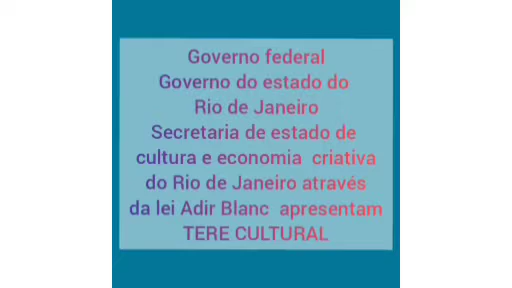 Governo federal
Governo do estado do
Rio de Janeiro
Secretaria de estado de
cultura e economia criativa
do Rio de Janeiro através
da lei Adir Blanc apresentam
TERE CULTURAL